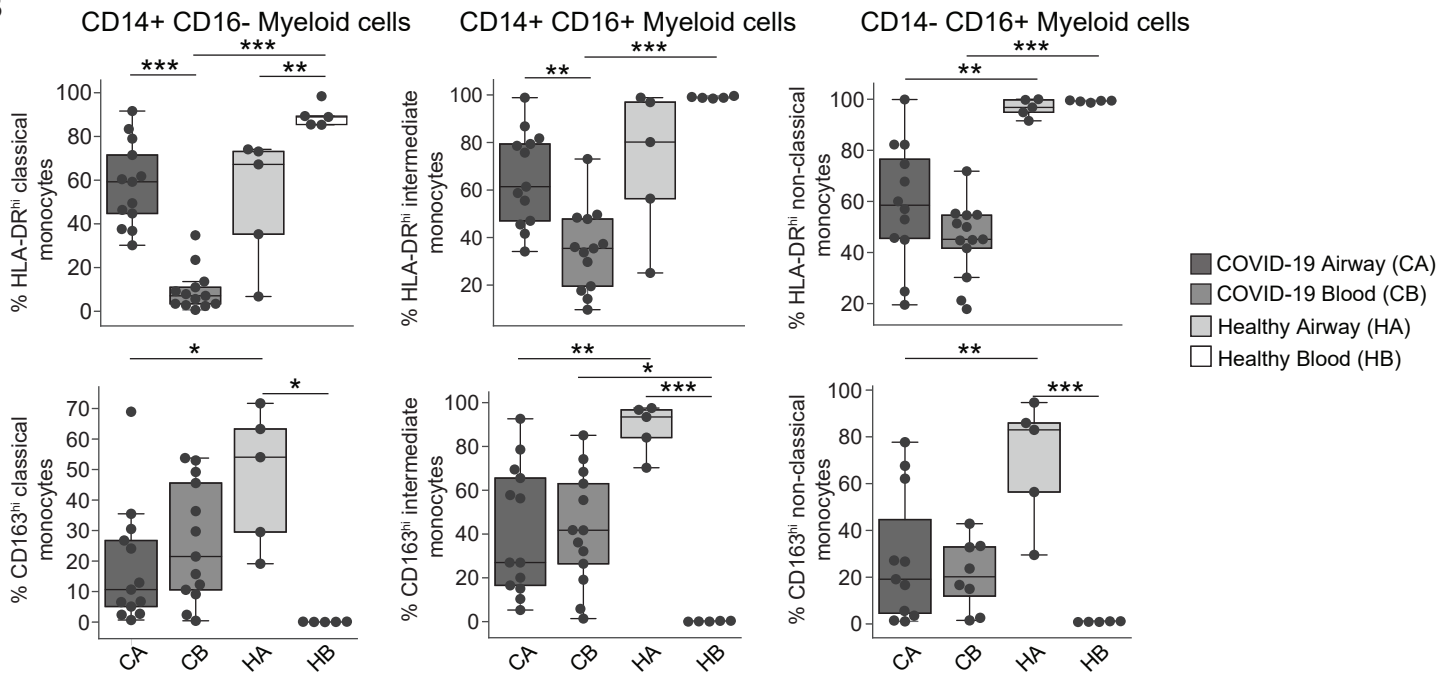 CD14+ CD16- Myeloid cells
CD14+ CD16+ Myeloid cells
CD14- CD16+ Myeloid cells
***
***
**
% HLA-DRhi classical
monocytes
100
80
60
40
20
0
***
**
% HLA-DRhi intermediate
monocytes
100
80
60
40
20
***
**
% HLA-DRhi non-classical
monocytes
100
80
60
40
20
COVID-19 Airway (CA)
COVID-19 Blood (CB)
Healthy Airway (HA)
Healthy Blood (HB)
*
*
% CD163hi classical
monocytes
70
60
50
40
30
20
10
0
CA
CB
HA
HB
**
*
***
% CD163hi intermediate
monocytes
100
80
60
40
20
0
CA
CB
HA
HB
**
***
% CD163hi non-classical
monocytes
100
80
60
40
20
0
CA
CB
HA
HB